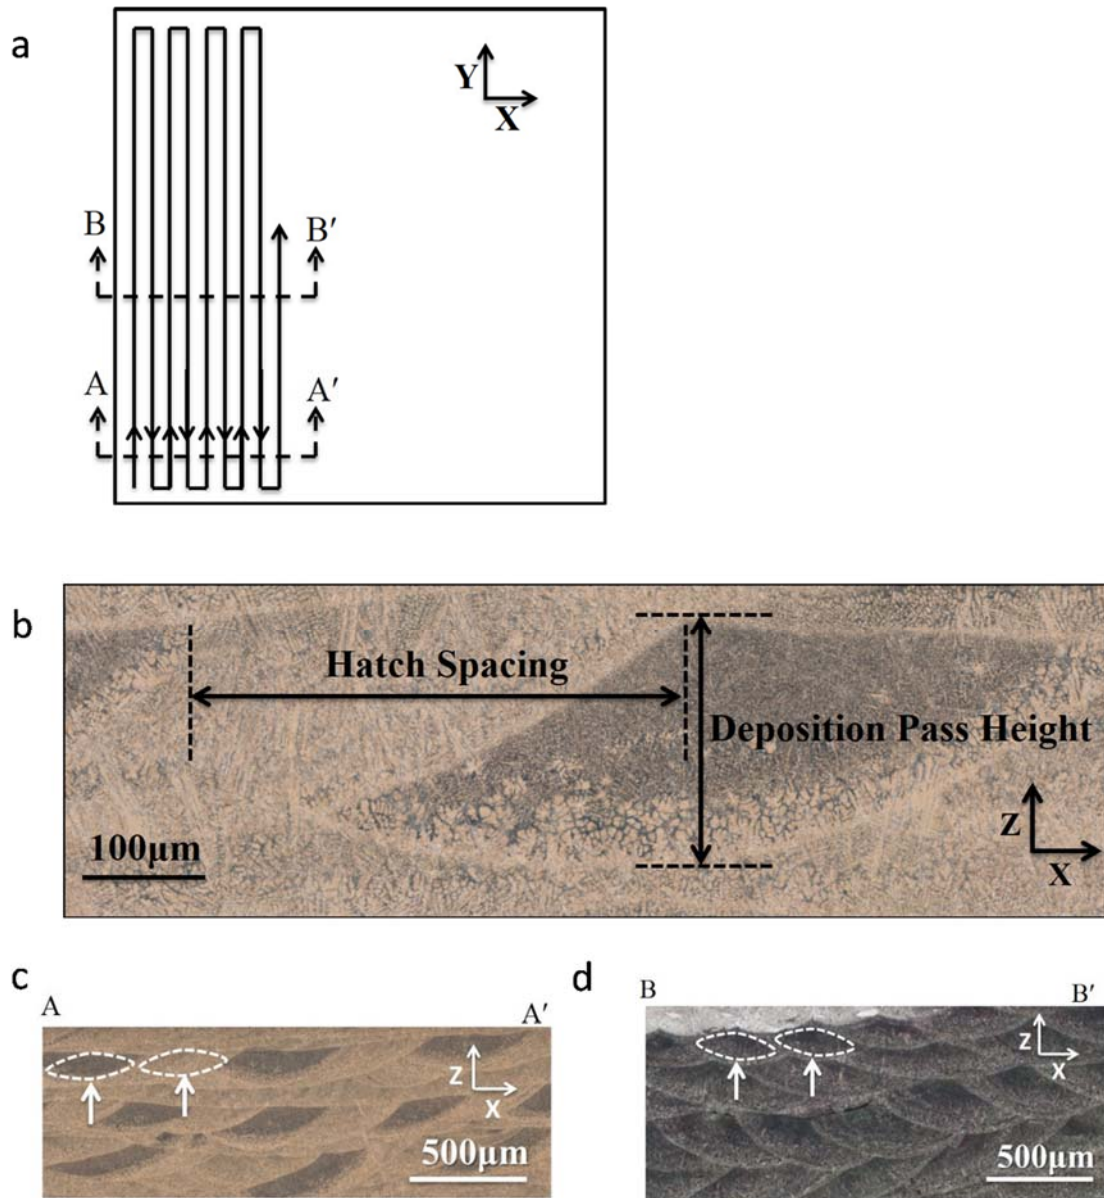 a
Y
X
B
B′
A
A′
b
Hatch Spacing
Deposition Pass Height
100μm
Z
X
c
A
A′
Z
X
500μm
d
B
B′
Z
X
500μm